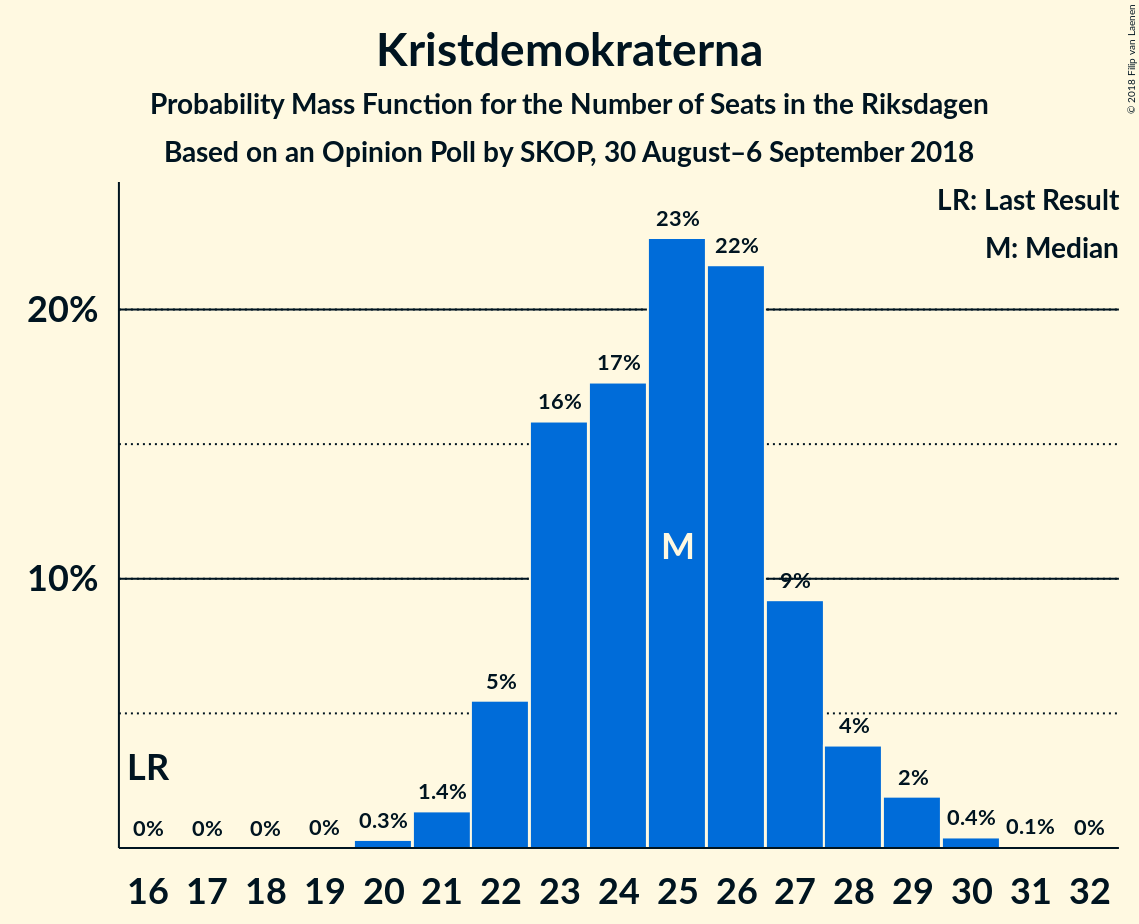 Kristdemokraterna
Probability Mass Function for the Number of Seats in the Riksdagen
Based on an Opinion Poll by SKOP, 30 August–6 September 2018
© 2018 Filip van Laenen
LR: Last Result
M: Median
23%
22%
20%
17%
16%
M
10%
9%
5%
4%
LR
2%
1.4%
0% 0% 0% 0% 0.3% 0.4% 0.1% 0%
16 17 18 19 20 21 22 23 24 25 26 27 28 29 30 31 32